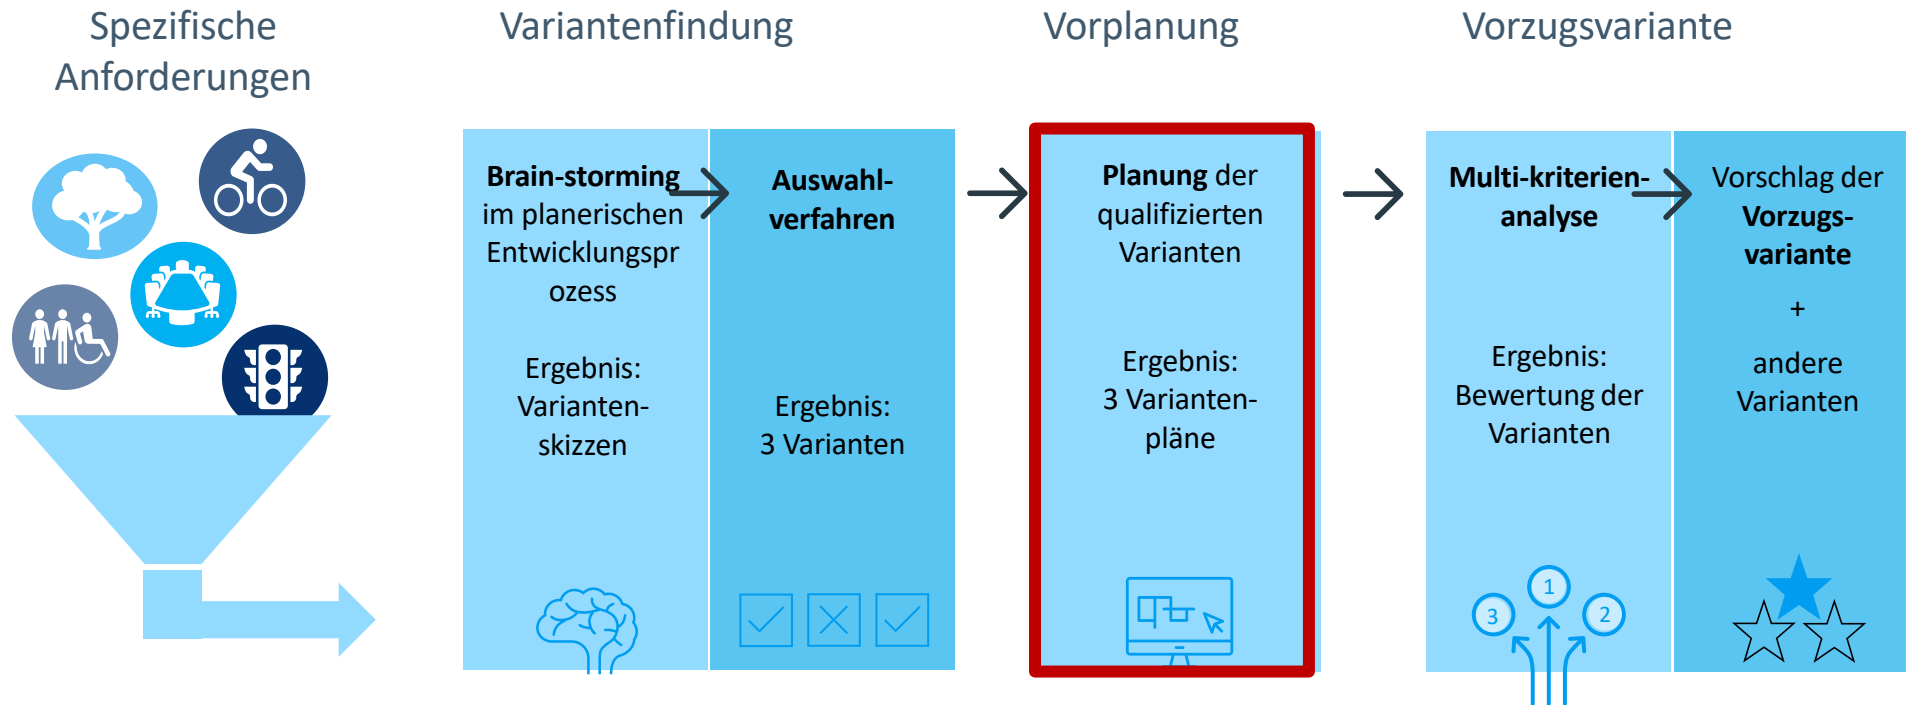 Spezifische
Anforderungen
Variantenfindung
Vorplanung
Vorzugsvariante
Brain-storming
im planerischen
Entwicklungspr
ozess
Ergebnis:
Varianten-
skizzen
Auswahl-
verfahren
Ergebnis:
3 Varianten
Planung der
qualifizierten
Varianten
Ergebnis:
3 Varianten-
pläne
Multi-kriterien-
analyse
Ergebnis:
Bewertung der
Varianten
3
1
2
Vorschlag der
Vorzugs-
variante
+
andere
Varianten